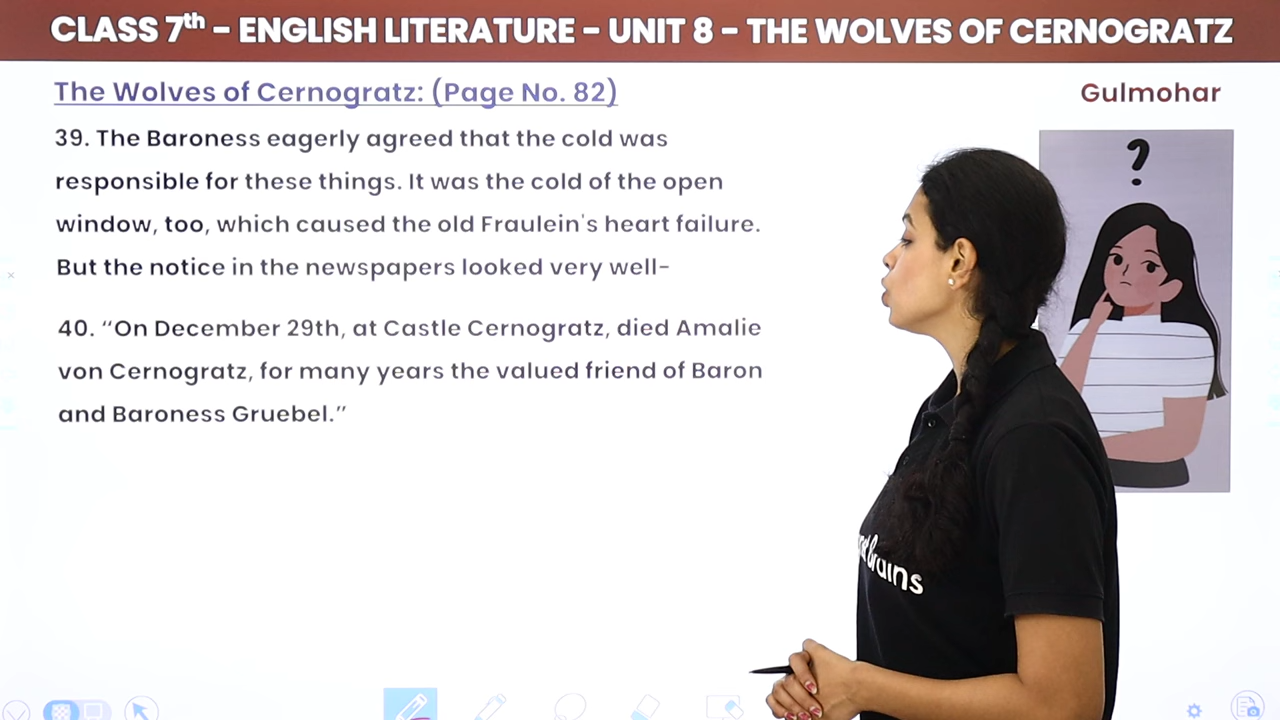 CLASS 7th – ENGLISH LITERATURE – UNIT 8 – THE WOLVES OF CERNOGRATZ
The Wolves of Cernogratz: (Page No. 82)
Gulmohar
39. The Baroness eagerly agreed that the cold was
responsible for these things. It was the cold of the open
window, too, which caused the old Fraulein's heart failure.
But the notice in the newspapers looked very well-
40. “On December 29th, at Castle Cernogratz, died Amalie
von Cernogratz, for many years the valued friend of Baron
and Baroness Gruebel.”
?